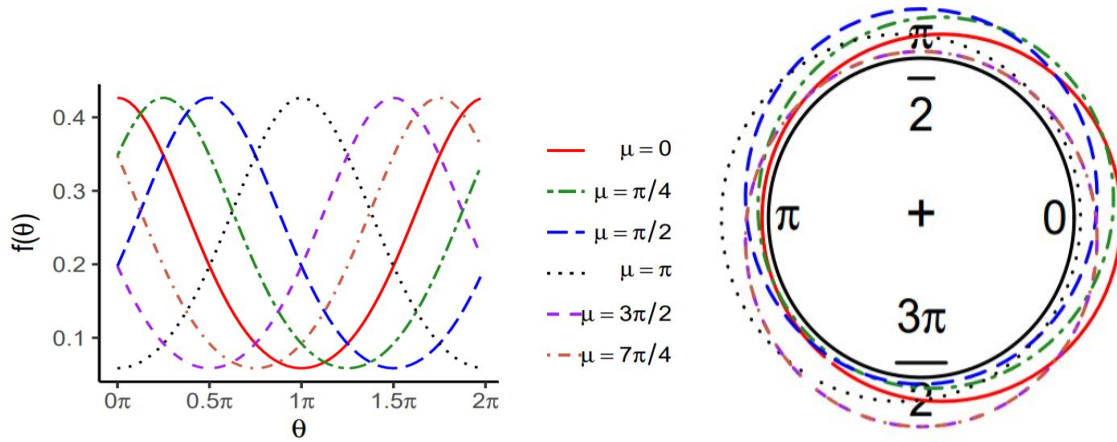 f(θ)
0.4
0.3
0.2
0.1
0π 0.5π 1π 1.5π 2π
θ
μ = 0
μ = π/4
μ = π/2
μ = π
μ = 3π/2
μ = 7π/4
π
2
π + 0
3π
2